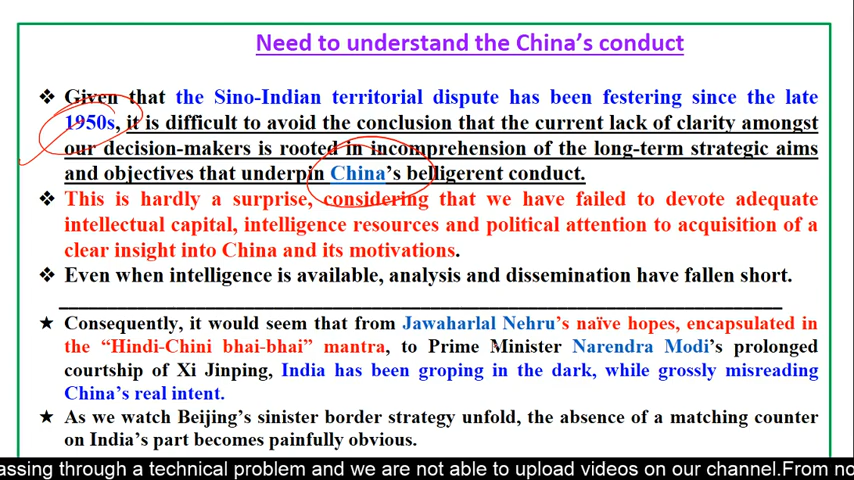 Need to understand the China's conduct
❖ Given that the Sino-Indian territorial dispute has been festering since the late
1950s, it is difficult to avoid the conclusion that the current lack of clarity amongst
our decision-makers is rooted in incomprehension of the long-term strategic aims
and objectives that underpin China's belligerent conduct.
❖ This is hardly a surprise, considering that we have failed to devote adequate
intellectual capital, intelligence resources and political attention to acquisition of a
clear insight into China and its motivations.
❖ Even when intelligence is available, analysis and dissemination have fallen short.
★ Consequently, it would seem that from Jawaharlal Nehru's naïve hopes, encapsulated in
the “Hindi-Chini bhai-bhai” mantra, to Prime Minister Narendra Modi's prolonged
courtship of Xi Jinping, India has been groping in the dark, while grossly misreading
China's real intent.
★ As we watch Beijing's sinister border strategy unfold, the absence of a matching counter
on India's part becomes painfully obvious.
assing through a technical problem and we are not able to upload videos on our channel.From no